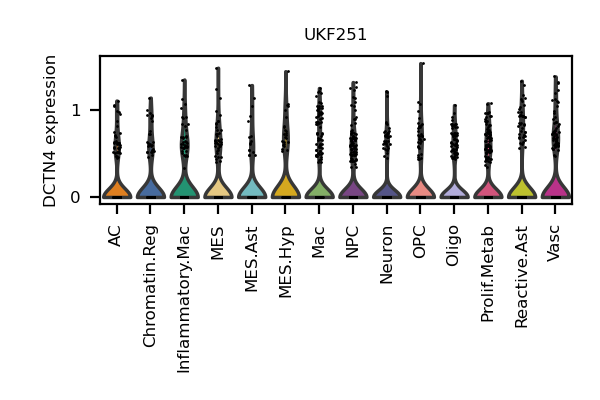 UKF251
DCTN4 expression
1
0
AC
Chromatin.Reg
Inflammatory.Mac
MES
MES.Ast
MES.Hyp
Mac
NPC
Neuron
OPC
Oligo
Prolif.Metab
Reactive.Ast
Vasc